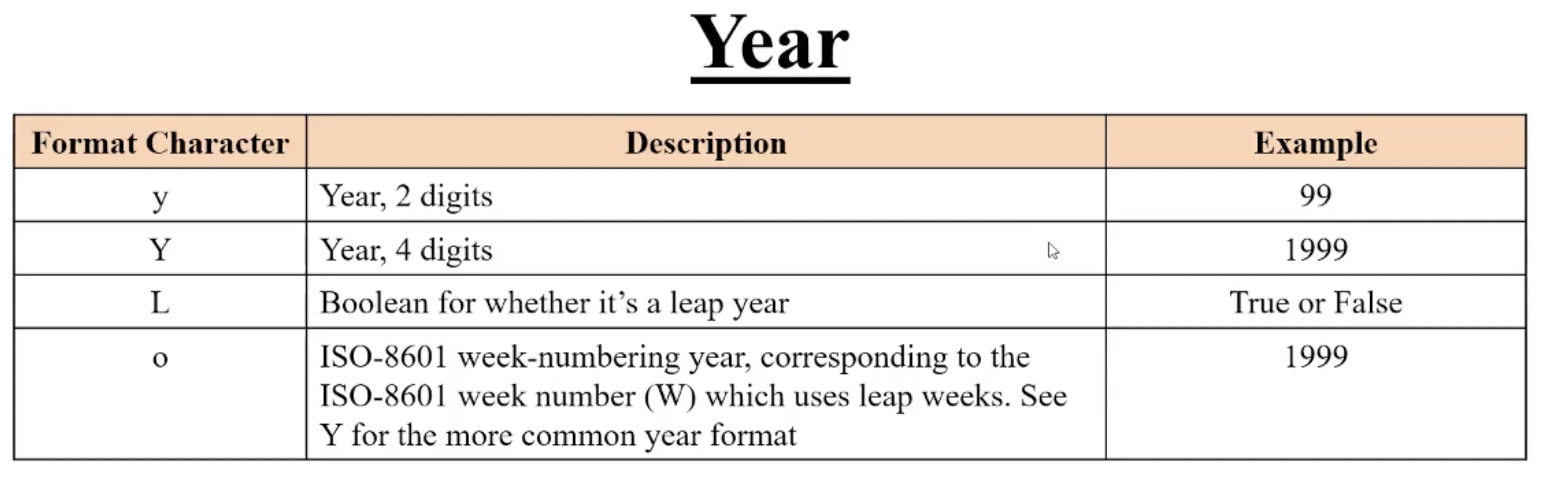 Year
Format Character Description Example
y Year, 2 digits 99
Y Year, 4 digits 1999
L Boolean for whether it’s a leap year True or False
o ISO-8601 week-numbering year, corresponding to the 1999
ISO-8601 week number (W) which uses leap weeks. See
Y for the more common year format